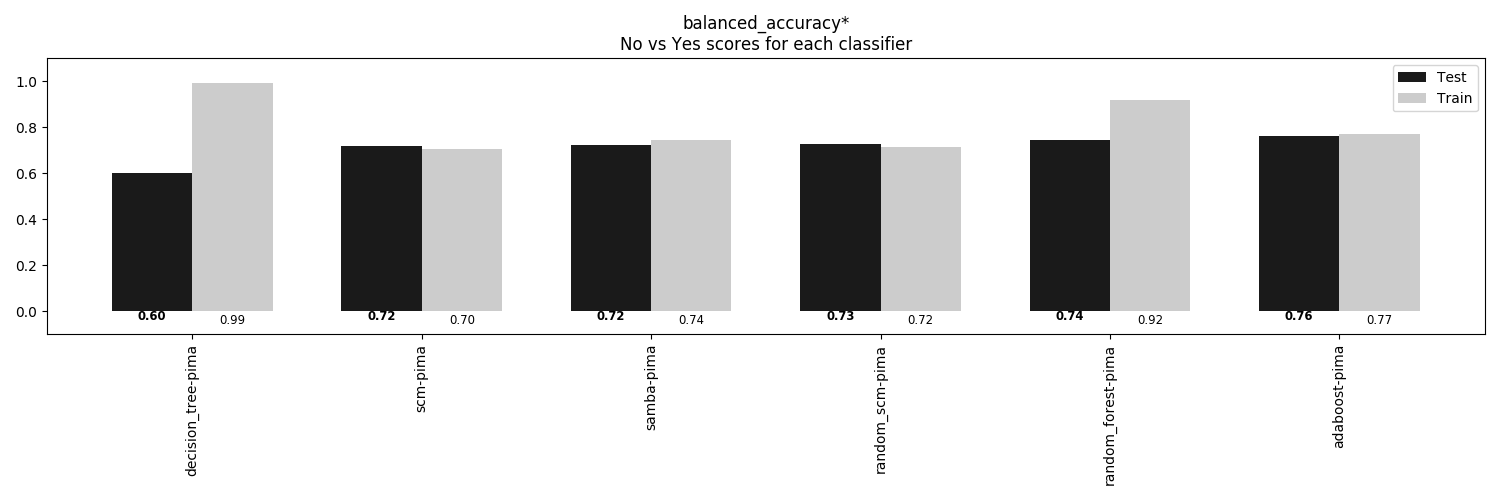 balanced_accuracy*
No vs Yes scores for each classifier
Test
Train
1.0
0.8
0.6
0.4
0.2
0.0
0.60 0.99 0.72 0.70 0.72 0.74 0.73 0.72 0.74 0.92 0.76 0.77
decision_tree-pima
scm-pima
samba-pima
random_scm-pima
random_forest-pima
adaboost-pima